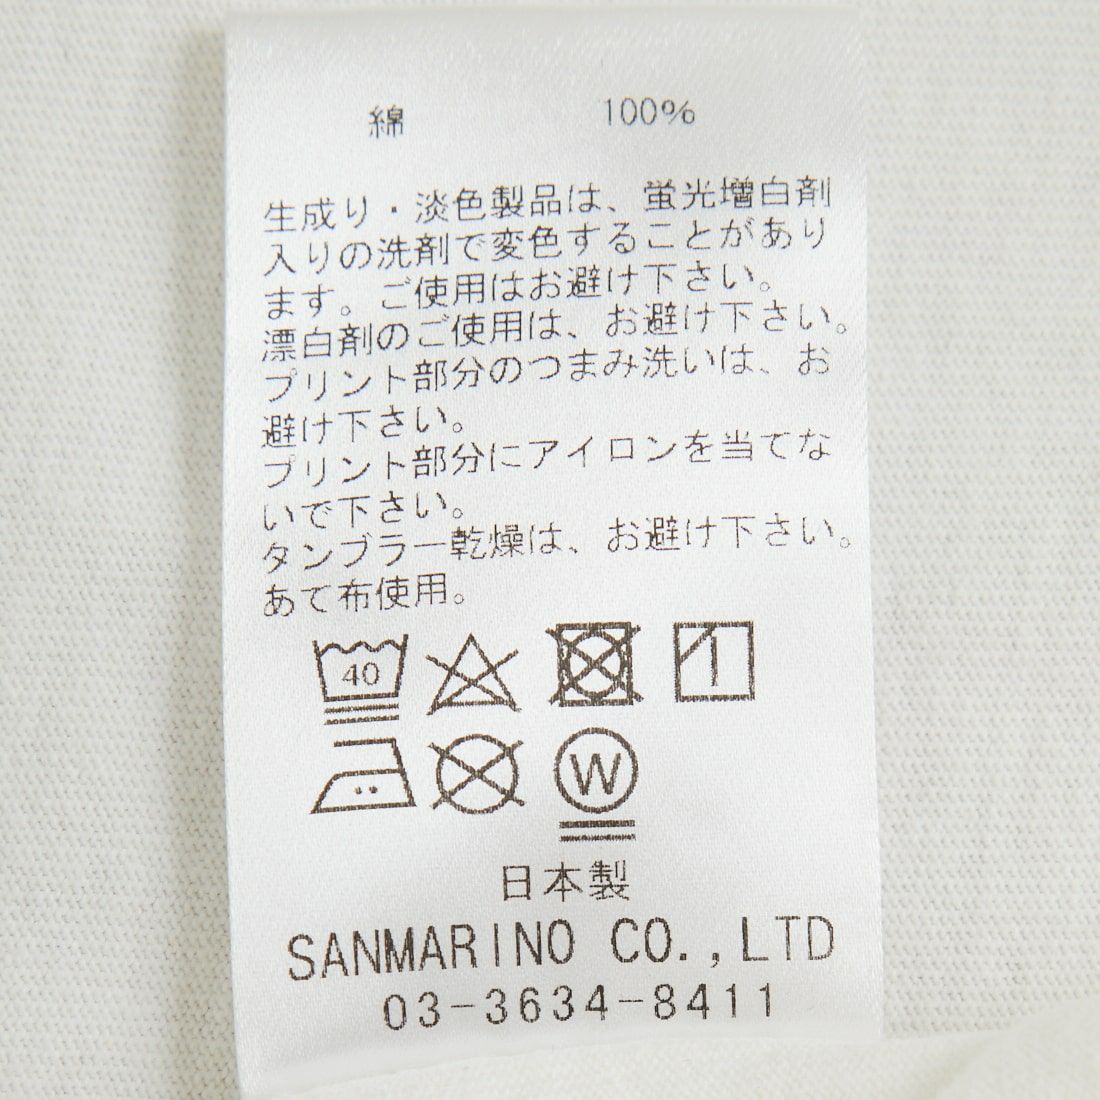 綿 100%
生成り・淡色製品は、蛍光増白剤
入りの洗剤で変色することがあり
ます。ご使用はお避け下さい。
漂白剤のご使用は、お避け下さい。
プリント部分のつまみ洗いは、お
避け下さい。
プリント部分にアイロンを当てな
いで下さい。
タンブラー乾燥は、お避け下さい。
あて布使用。
40
W
日本製
SANMARINO CO.,LTD
03-3634-8411